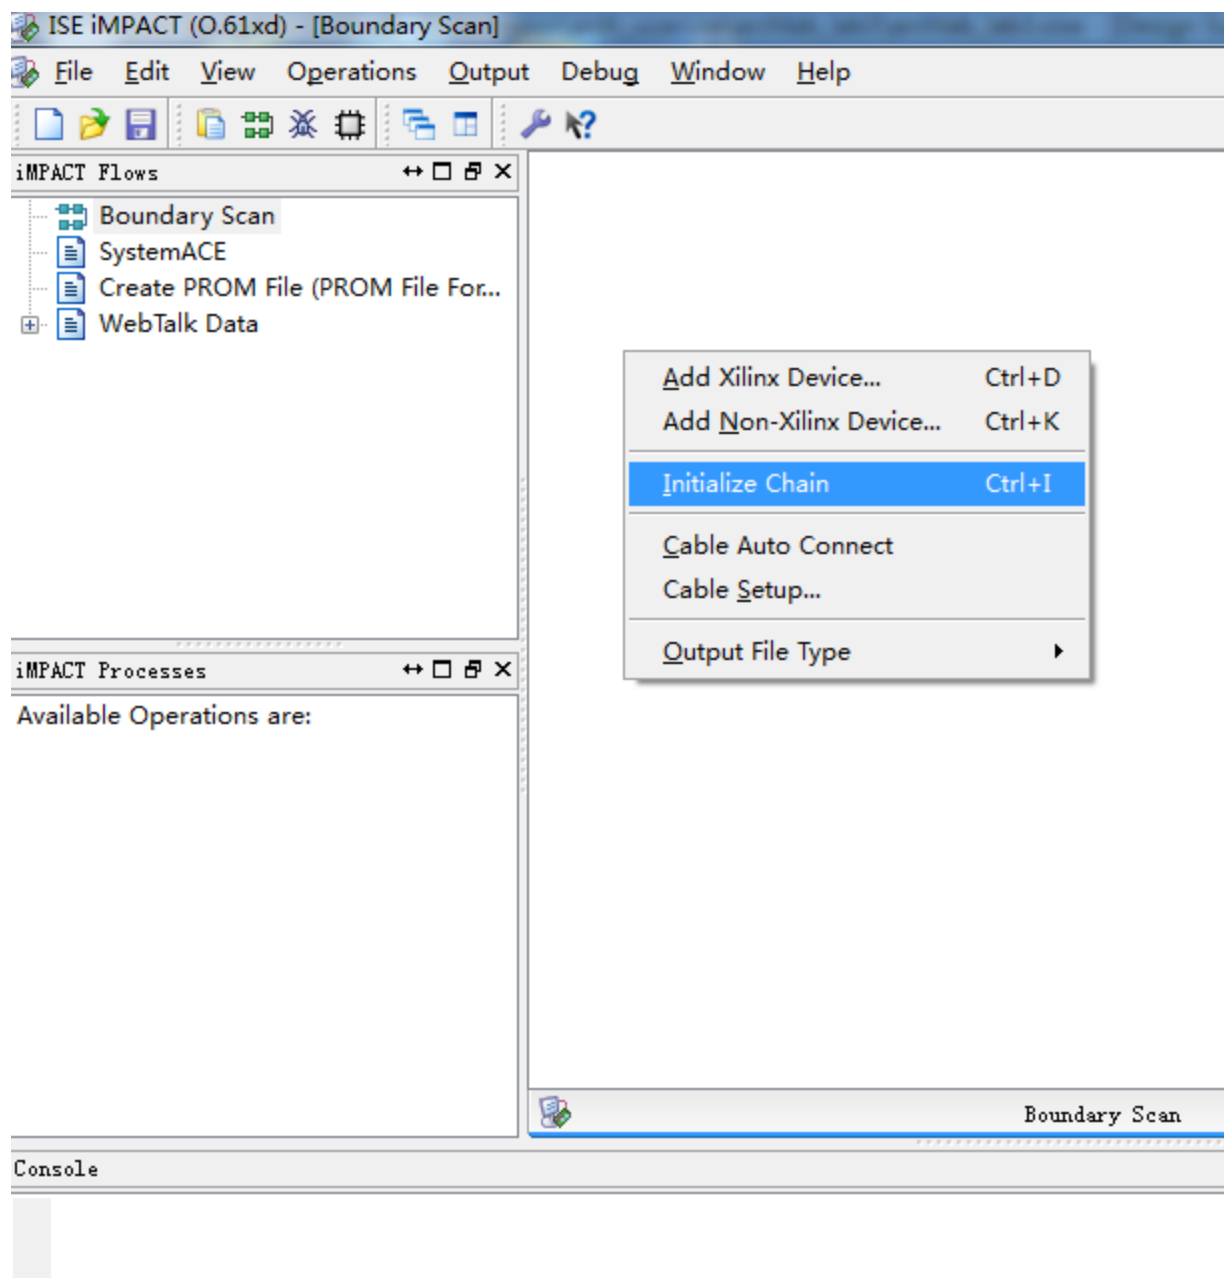 ISE iMPACT (O.61xd) - [Boundary Scan]
File Edit View Operations Output Debug Window Help
iMPACT Flows
Boundary Scan
SystemACE
Create PROM File (PROM File For...
WebTalk Data
Add Xilinx Device... Ctrl+D
Add Non-Xilinx Device... Ctrl+K
Initialize Chain Ctrl+I
Cable Auto Connect
Cable Setup...
Output File Type
iMPACT Processes
Available Operations are:
Boundary Scan
Console